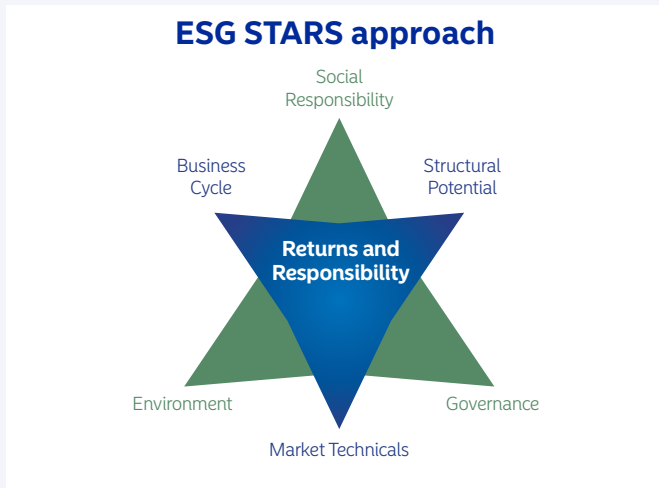 ESG STARS approach
Social
Responsibility
Business
Cycle
Structural
Potential
Returns and
Responsibility
Environment
Governance
Market Technicals